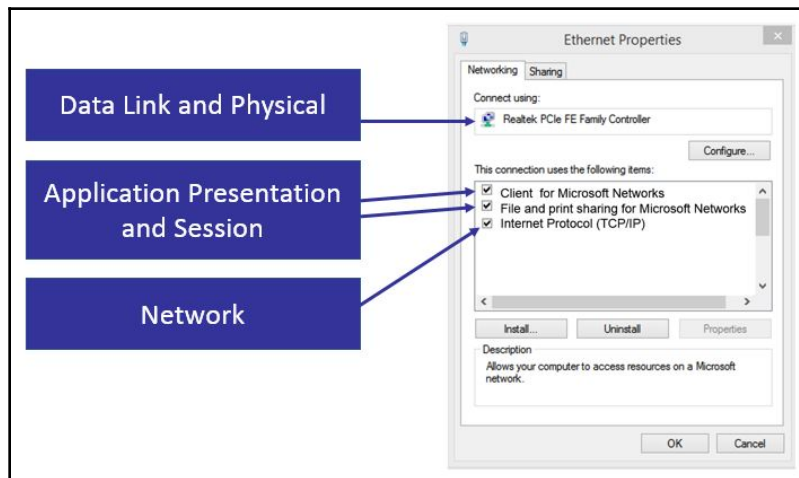 Ethernet Properties
Data Link and Physical
Application Presentation
and Session
Network
Networking Sharing
Connect using:
Realtek PCIe FE Family Controller
Configure...
This connection uses the following items:
Client for Microsoft Networks
File and print sharing for Microsoft Networks
Internet Protocol (TCP/IP)
Install... Uninstall Properties
Description
Allows your computer to access resources on a Microsoft
network.
OK Cancel